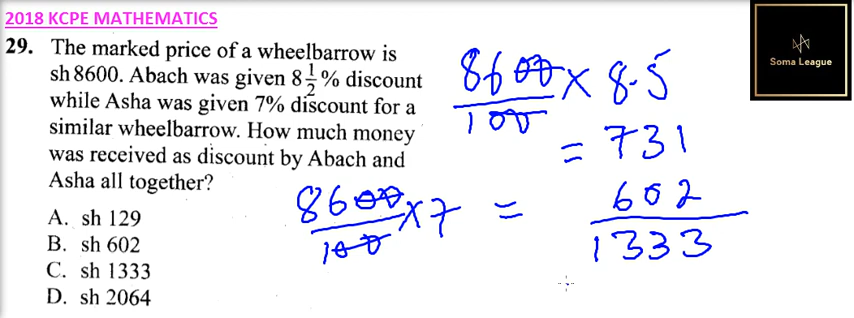 2018 KCPE MATHEMATICS
29. The marked price of a wheelbarrow is
sh 8600. Abach was given 8 1/2 % discount
while Asha was given 7% discount for a
similar wheelbarrow. How much money
was received as discount by Abach and
Asha all together?
A. sh 129
B. sh 602
C. sh 1333
D. sh 2064
8600/100 × 8.5
= 731
8600/100 × 7 = 602
1333
Soma League